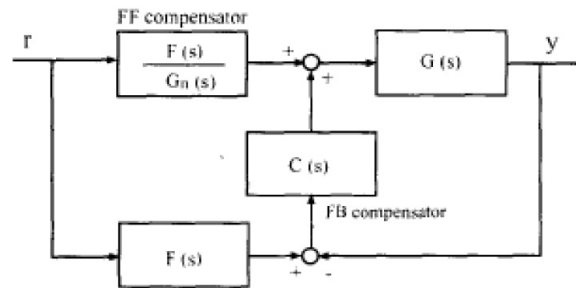 FF compensator
r
F (s)
Gn (s)
+
+
G (s)
y
C (s)
FB compensator
F (s)
+
-